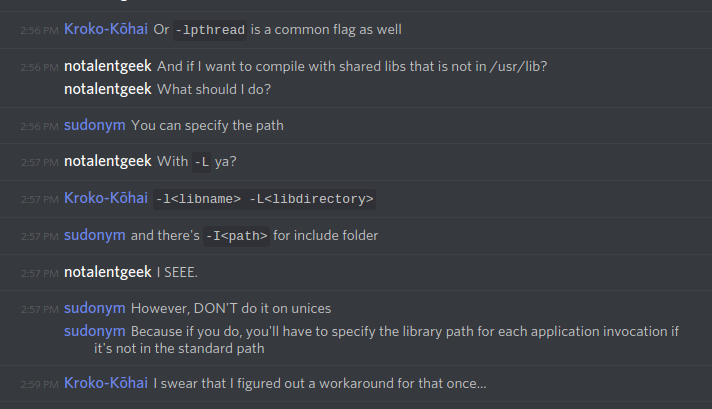 2:56 PM Kroko-Kōhai Or -lpthread is a common flag as well
2:56 PM notalentgeek And if I want to compile with shared libs that is not in /usr/lib?
notalentgeek What should I do?
2:56 PM sudonym You can specify the path
2:57 PM notalentgeek With -L ya?
2:57 PM Kroko-Kōhai -l<libname> -L<libdirectory>
2:57 PM sudonym and there's -I<path> for include folder
2:57 PM notalentgeek I SEEE.
2:57 PM sudonym However, DON'T do it on unices
sudonym Because if you do, you'll have to specify the library path for each application invocation if
it's not in the standard path
2:59 PM Kroko-Kōhai I swear that I figured out a workaround for that once...